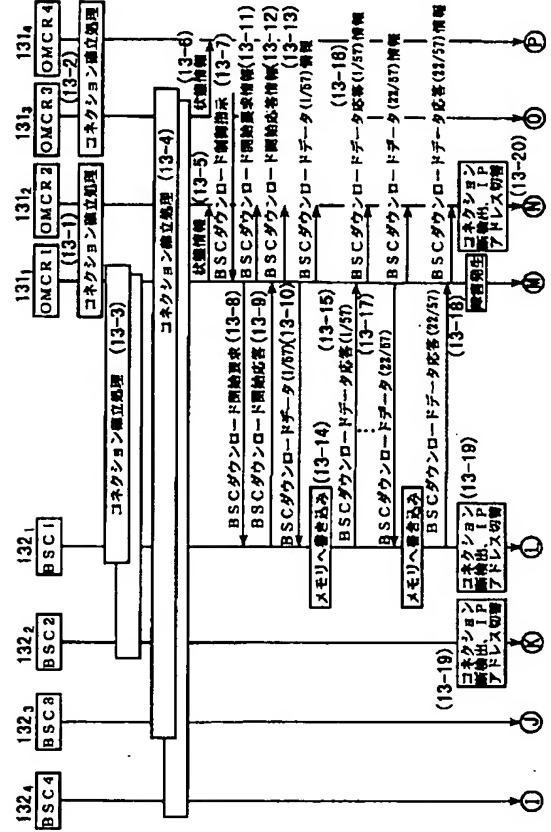 132₄
BSC4
132₃
BSC3
132₂
BSC2
132₁
BSC1
131₁
OMCR1
131₂
OMCR2
131₃
OMCR3
131₄
OMCR4
(13-1)
コネクション確立処理
(13-2)
コネクション確立処理
コネクション確立処理 (13-3)
コネクション確立処理 (13-4)
状態情報 (13-5)
状態情報 (13-6)
BSCダウンロード制御指示 (13-7)
BSCダウンロード開始要求 (13-8)
BSCダウンロード開始要求情報 (13-11)
BSCダウンロード開始応答 (13-9)
BSCダウンロード開始応答情報 (13-12)
BSCダウンロードデータ (1/57) (13-10)
BSCダウンロードデータ (1/57) 情報 (13-13)
メモリへ書き込み (13-14)
(13-15)
BSCダウンロードデータ応答 (1/57)
(13-16)
BSCダウンロードデータ応答 (1/57) 情報
(13-17)
BSCダウンロードデータ (22/57)
BSCダウンロードデータ (22/57) 情報
メモリへ書き込み
BSCダウンロードデータ応答 (22/57)
BSCダウンロードデータ応答 (22/57) 情報
(13-18)
障害発生
コネクション
断検出、IP
アドレス切替
(13-19)
コネクション
断検出、IP
アドレス切替
(13-19)
コネクション
断検出、IP
アドレス切替
(13-20)
I
J
K
L
M
N
O
P